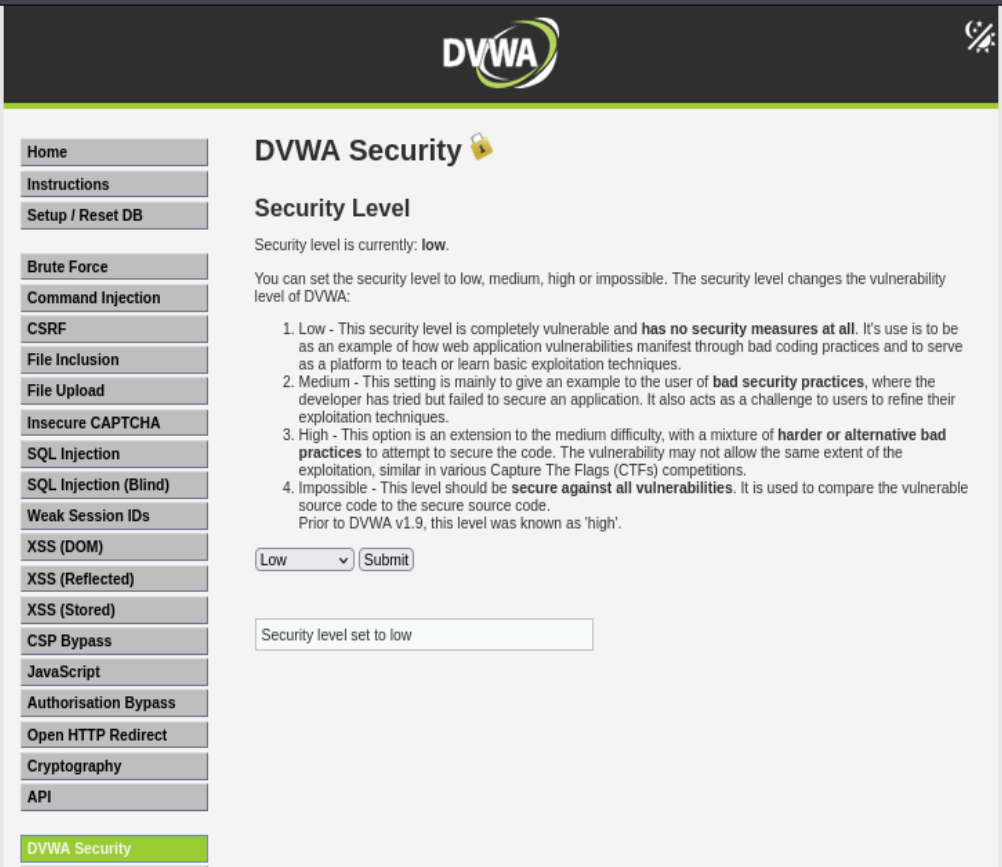 DVWA
Home
Instructions
Setup / Reset DB
Brute Force
Command Injection
CSRF
File Inclusion
File Upload
Insecure CAPTCHA
SQL Injection
SQL Injection (Blind)
Weak Session IDs
XSS (DOM)
XSS (Reflected)
XSS (Stored)
CSP Bypass
JavaScript
Authorisation Bypass
Open HTTP Redirect
Cryptography
API
DVWA Security
DVWA Security
Security Level
Security level is currently: low.
You can set the security level to low, medium, high or impossible. The security level changes the vulnerability
level of DVWA:
1. Low - This security level is completely vulnerable and has no security measures at all. It's use is to be
as an example of how web application vulnerabilities manifest through bad coding practices and to serve
as a platform to teach or learn basic exploitation techniques.
2. Medium - This setting is mainly to give an example to the user of bad security practices, where the
developer has tried but failed to secure an application. It also acts as a challenge to users to refine their
exploitation techniques.
3. High - This option is an extension to the medium difficulty, with a mixture of harder or alternative bad
practices to attempt to secure the code. The vulnerability may not allow the same extent of the
exploitation, similar in various Capture The Flags (CTFs) competitions.
4. Impossible - This level should be secure against all vulnerabilities. It is used to compare the vulnerable
source code to the secure source code.
Prior to DVWA v1.9, this level was known as 'high'.
Low Submit
Security level set to low